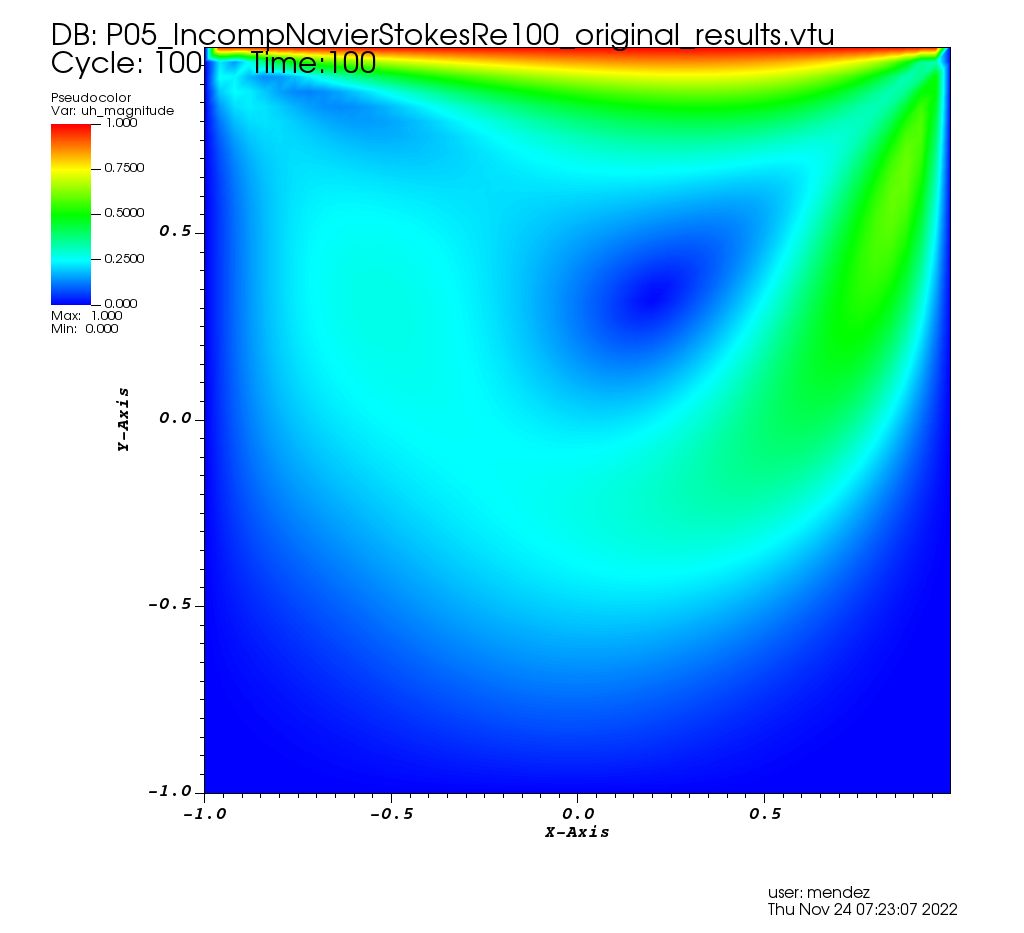 DB: P05_IncompNavierStokesRe100_original_results.vtu
Cycle: 100 Time:100
Pseudocolor
Var: uh_magnitude
1.000
0.7500
0.5000
0.2500
0.000
Max: 1.000
Min: 0.000
0.5
0.0
-0.5
-1.0
Y-Axis
-1.0 -0.5 0.0 0.5
X-Axis
user: mendez
Thu Nov 24 07:23:07 2022